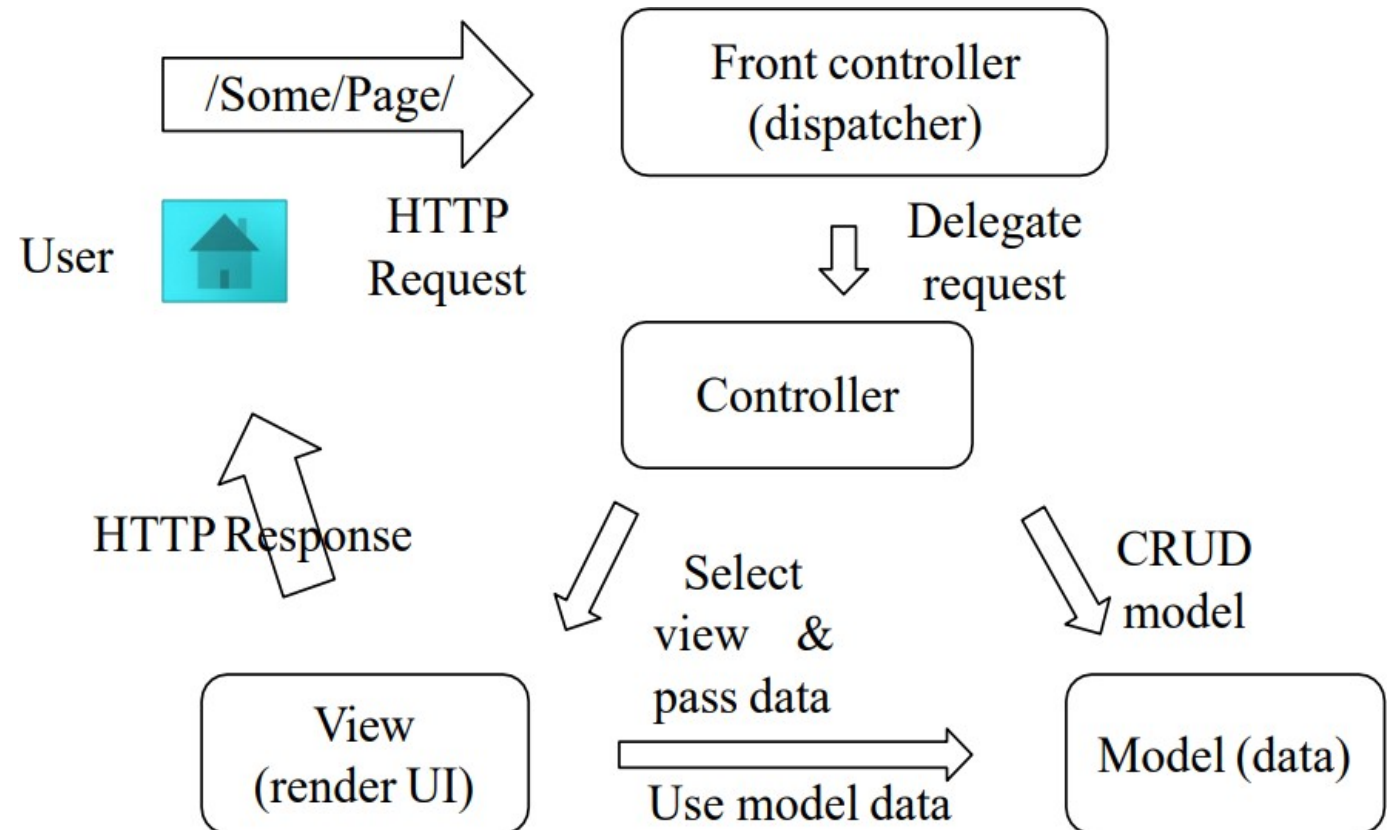 /Some/Page/
Front controller
(dispatcher)
User
HTTP
Request
Delegate
request
Controller
HTTP Response
Select
view &
pass data
CRUD
model
View
(render UI)
Use model data
Model (data)